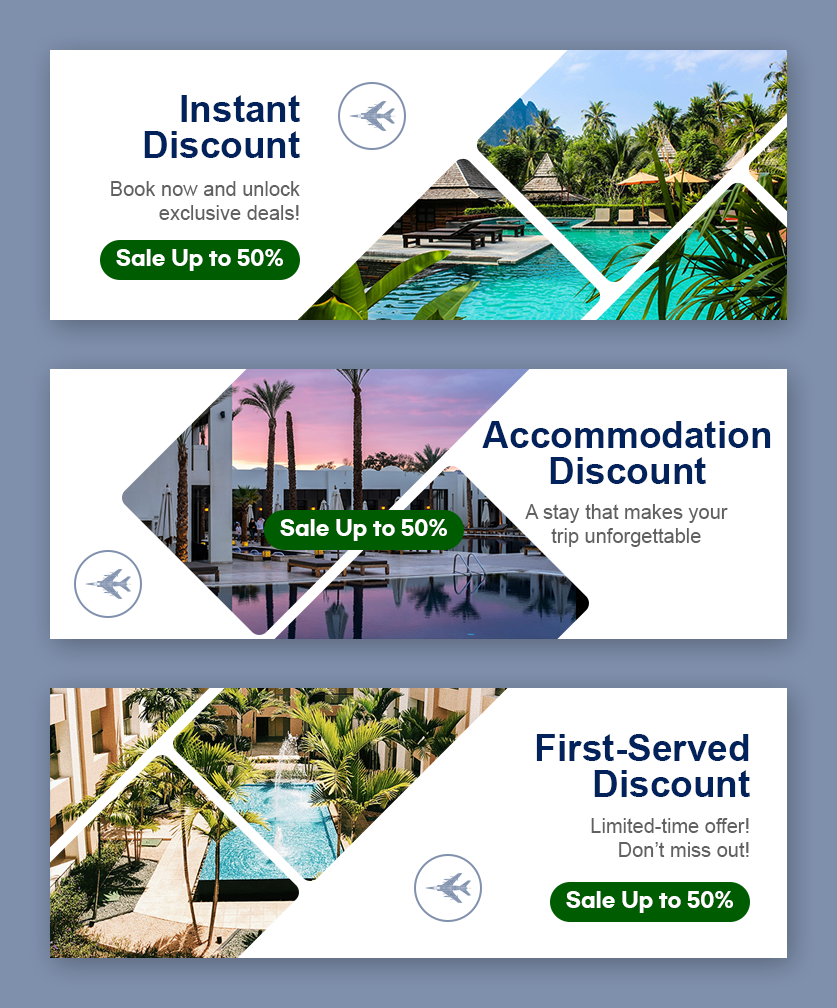 Instant
Discount
Book now and unlock
exclusive deals!
Sale Up to 50%
Accommodation
Discount
A stay that makes your
trip unforgettable
Sale Up to 50%
First-Served
Discount
Limited-time offer!
Don’t miss out!
Sale Up to 50%